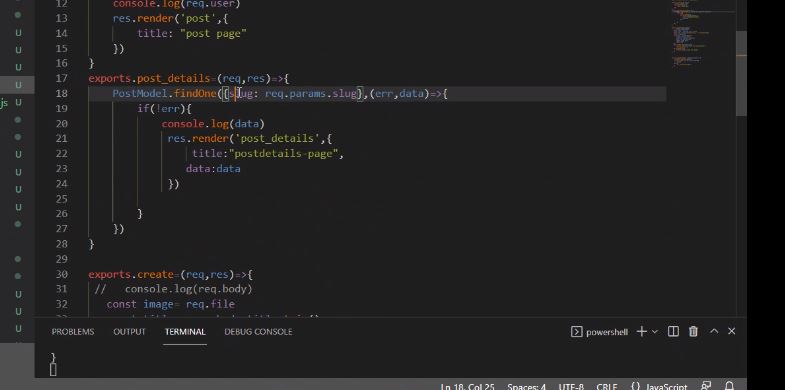 12 console.log(req.user)
13 res.render('post',{
14 title: "post page"
15 })
16 }
17 exports.post_details=(req,res)=>{
18 PostModel.findOne({slug: req.params.slug},(err,data)=>{
19 if(!err){
20 console.log(data)
21 res.render('post_details',{
22 title:"postdetails-page",
23 data:data
24 })
25
26 }
27 })
28 }
29
30 exports.create=(req,res)=>{
31 // console.log(req.body)
32 const image= req.file
js U
U
U
U
U
U
U
U
U
U
U
PROBLEMS OUTPUT TERMINAL DEBUG CONSOLE powershell
}
Ln 18, Col 25 Spaces: 4 UTF-8 CRLF {} JavaScript